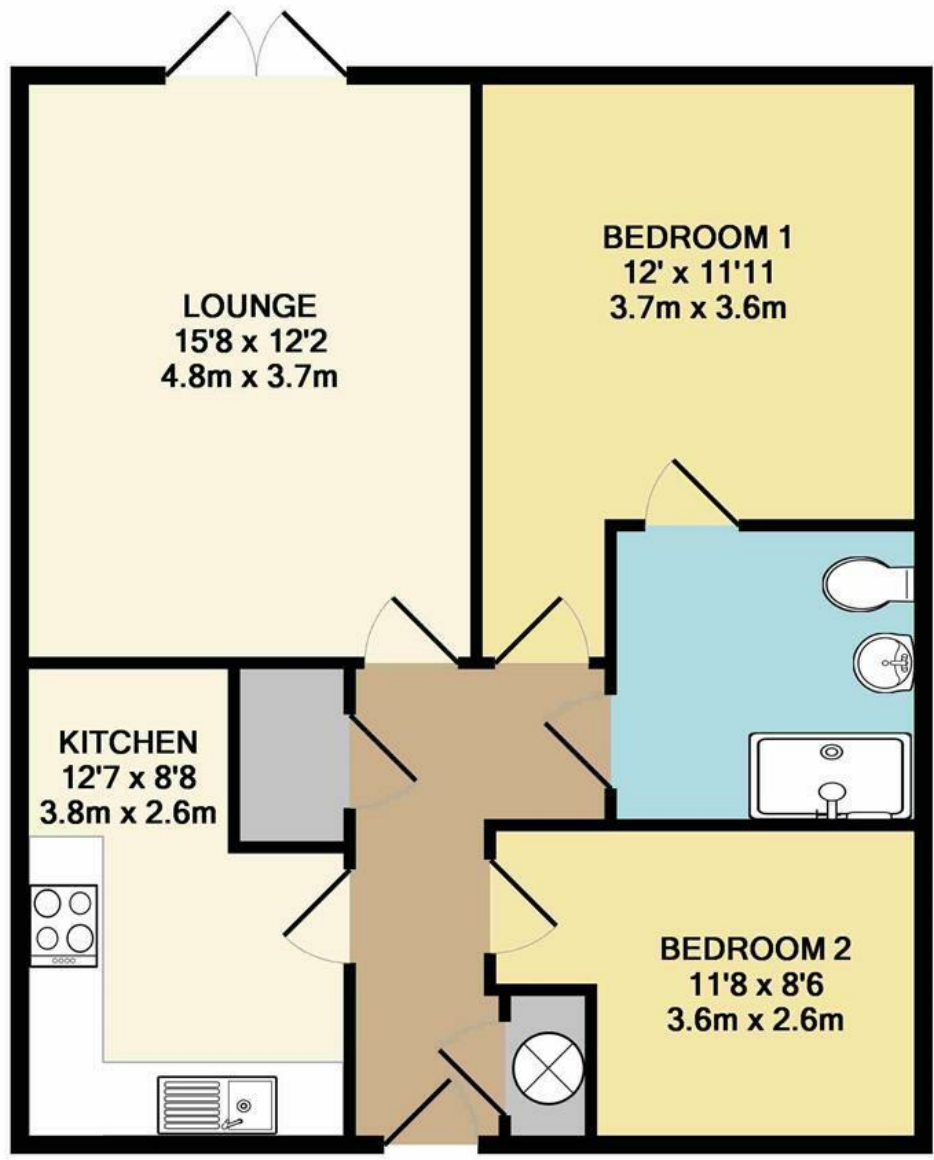 BEDROOM 1
12' x 11'11
3.7m x 3.6m
LOUNGE
15'8 x 12'2
4.8m x 3.7m
KITCHEN
12'7 x 8'8
3.8m x 2.6m
BEDROOM 2
11'8 x 8'6
3.6m x 2.6m